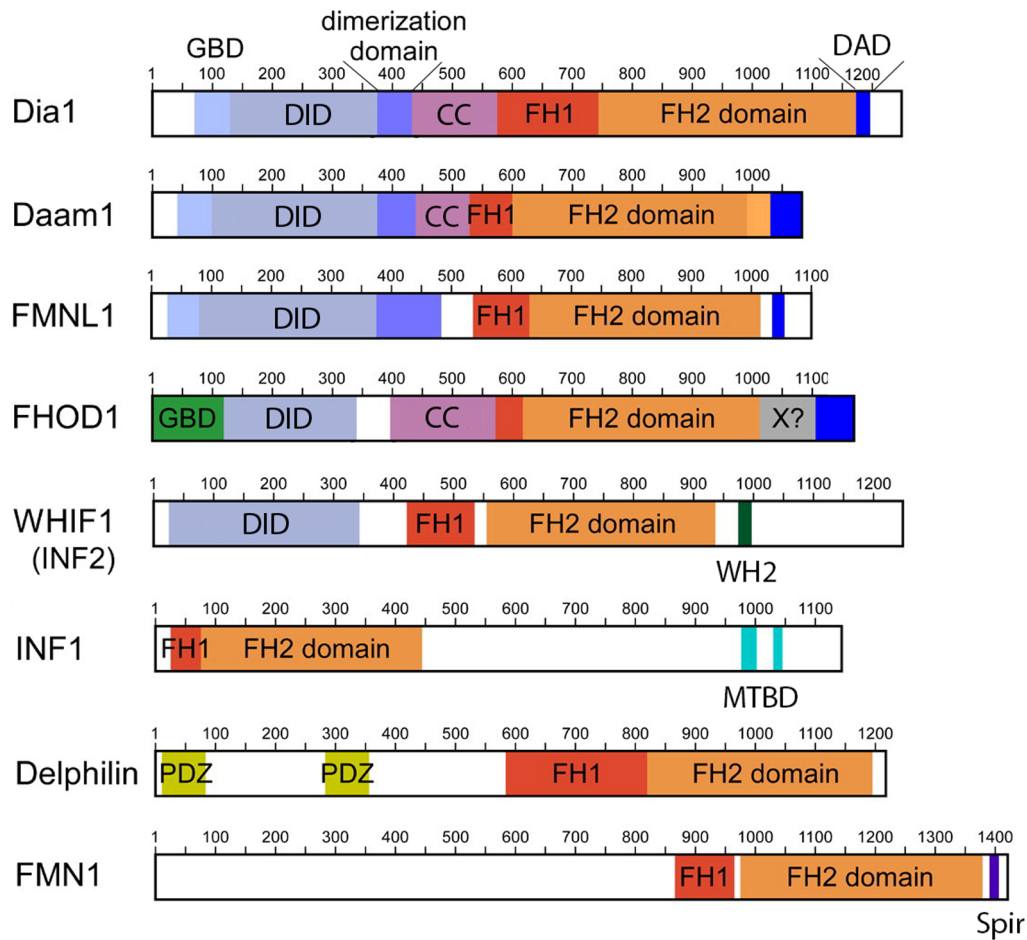 dimerization
domain
GBD
DAD
1 100 200 300 400 500 600 700 800 900 1000 1100 1200
Dia1 DID CC FH1 FH2 domain
1 100 200 300 400 500 600 700 800 900 1000
Daam1 DID CC FH1 FH2 domain
1 100 200 300 400 500 600 700 800 900 1000 1100
FMNL1 DID FH1 FH2 domain
1 100 200 300 400 500 600 700 800 900 1000 1100
FHOD1 GBD DID CC FH2 domain X?
1 100 200 300 400 500 600 700 800 900 1000 1100 1200
WHIF1 DID FH1 FH2 domain
(INF2)
WH2
1 100 200 300 400 500 600 700 800 900 1000 1100
INF1 FH1 FH2 domain
MTBD
1 100 200 300 400 500 600 700 800 900 1000 1100 1200
Delphilin PDZ PDZ FH1 FH2 domain
1 100 200 300 400 500 600 700 800 900 1000 1200 1300 1400
FMN1 FH1 FH2 domain
Spir